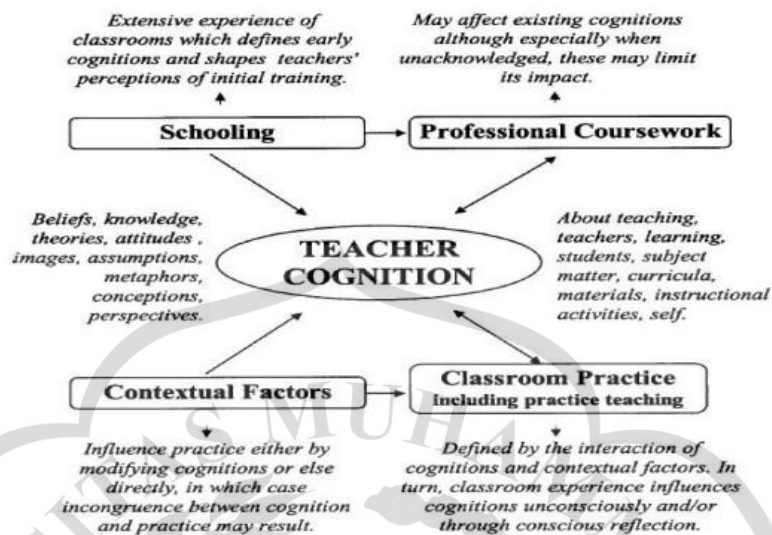 Extensive experience of
classrooms which defines early
cognitions and shapes teachers'
perceptions of initial training.
May affect existing cognitions
although especially when
unacknowledged, these may limit
its impact.
Schooling
Professional Coursework
Beliefs, knowledge,
theories, attitudes ,
images, assumptions,
metaphors,
conceptions,
perspectives.
TEACHER
COGNITION
About teaching,
teachers, learning,
students, subject
matter, curricula,
materials, instructional
activities, self.
Contextual Factors
Classroom Practice
including practice teaching
Influence practice either by
modifying cognitions or else
directly, in which case
incongruence between cognition
and practice may result.
Defined by the interaction of
cognitions and contextual factors. In
turn, classroom experience influences
cognitions unconsciously and/or
through conscious reflection.
ITAS MUHAMM